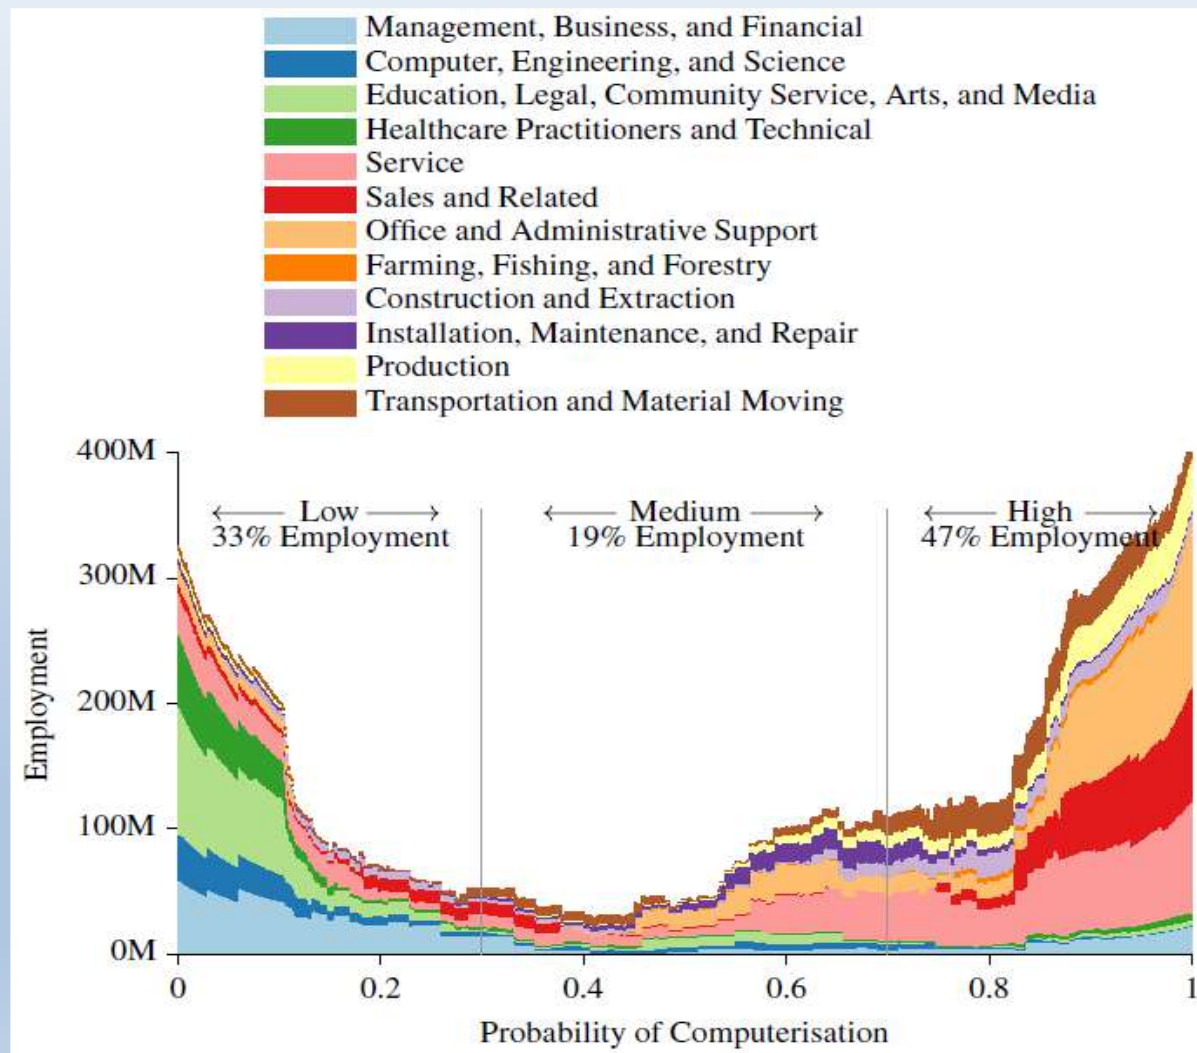 Management, Business, and Financial
Computer, Engineering, and Science
Education, Legal, Community Service, Arts, and Media
Healthcare Practitioners and Technical
Service
Sales and Related
Office and Administrative Support
Farming, Fishing, and Forestry
Construction and Extraction
Installation, Maintenance, and Repair
Production
Transportation and Material Moving
400M
Low
Medium
High
33% Employment
19% Employment
47% Employment
300M
200M
100M
0M
Employment
0
0.2
0.4
0.6
0.8
1
Probability of Computerisation